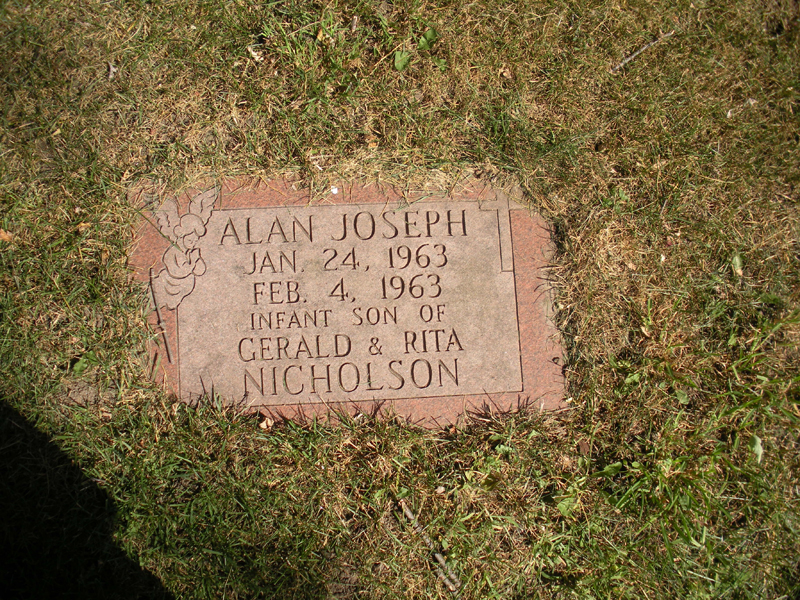 ALAN JOSEPH
JAN. 24, 1963
FEB. 4, 1963
INFANT SON OF
GERALD & RITA
NICHOLSON